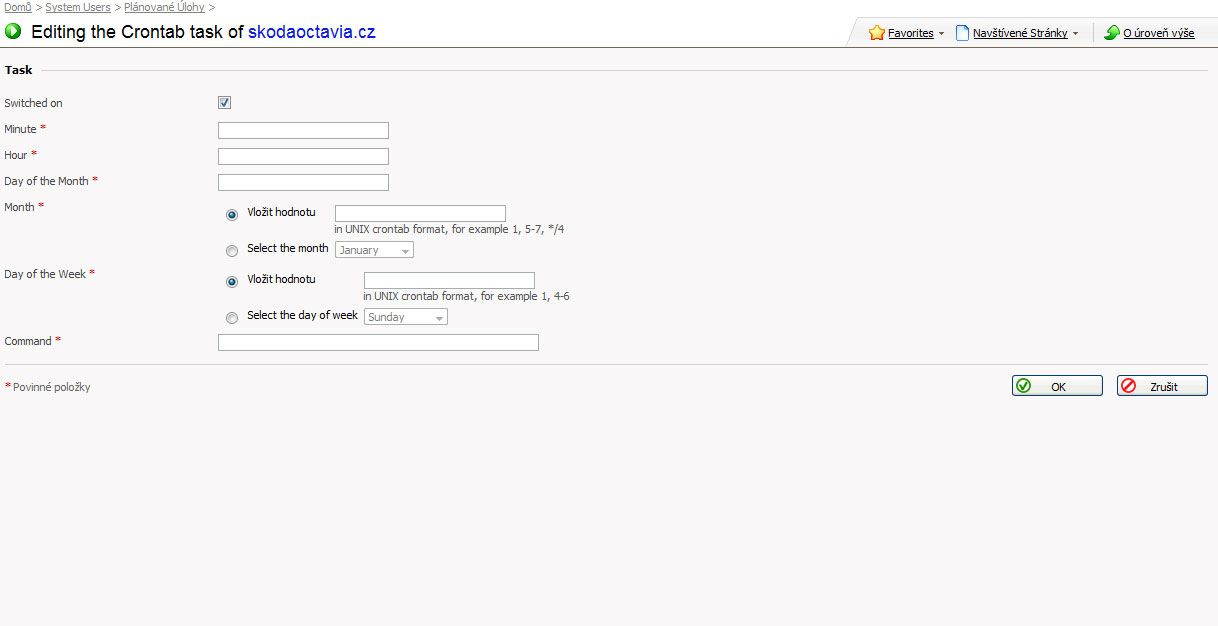 Domů > System Users > Plánované Úlohy >
Editing the Crontab task of skodaoctavia.cz
Favorites Navštívené Stránky O úroveň výše
Task
Switched on
Minute *
Hour *
Day of the Month *
Month *
Vložit hodnotu
in UNIX crontab format, for example 1, 5-7, */4
Select the month January
Day of the Week *
Vložit hodnotu
in UNIX crontab format, for example 1, 4-6
Select the day of week Sunday
Command *
* Povinné položky
OK Zrušit